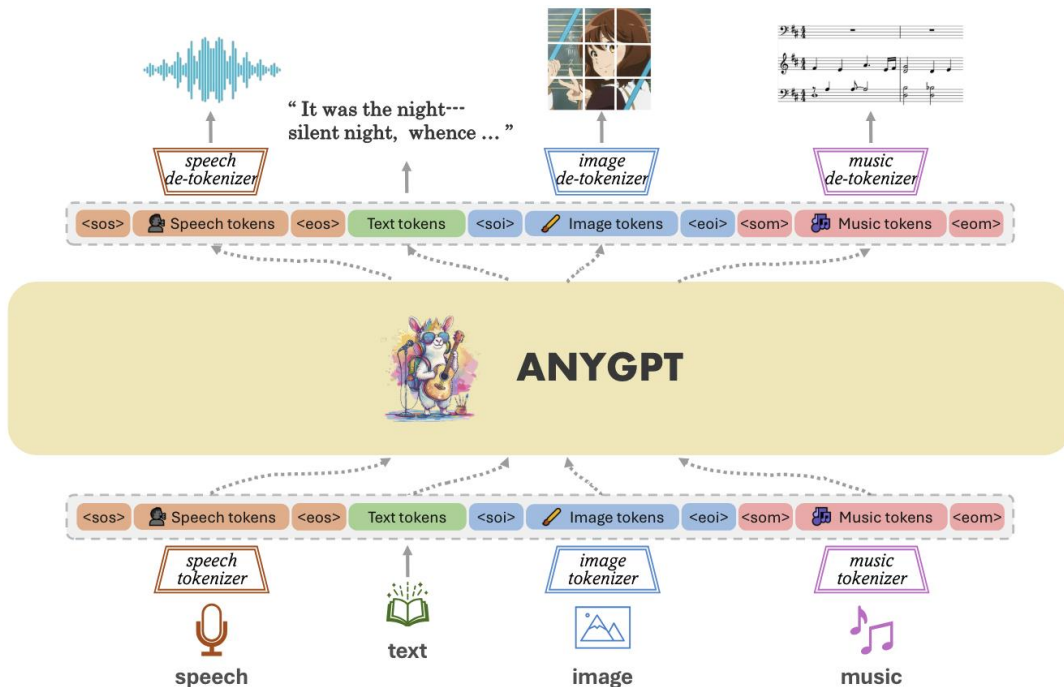 “ It was the night---
silent night, whence ... ”
speech
de-tokenizer
image
de-tokenizer
music
de-tokenizer
<sos> Speech tokens <eos> Text tokens <soi> Image tokens <eoi> <som> Music tokens <eom>
ANYGPT
<sos> Speech tokens <eos> Text tokens <soi> Image tokens <eoi> <som> Music tokens <eom>
speech
tokenizer
image
tokenizer
music
tokenizer
speech
text
image
music